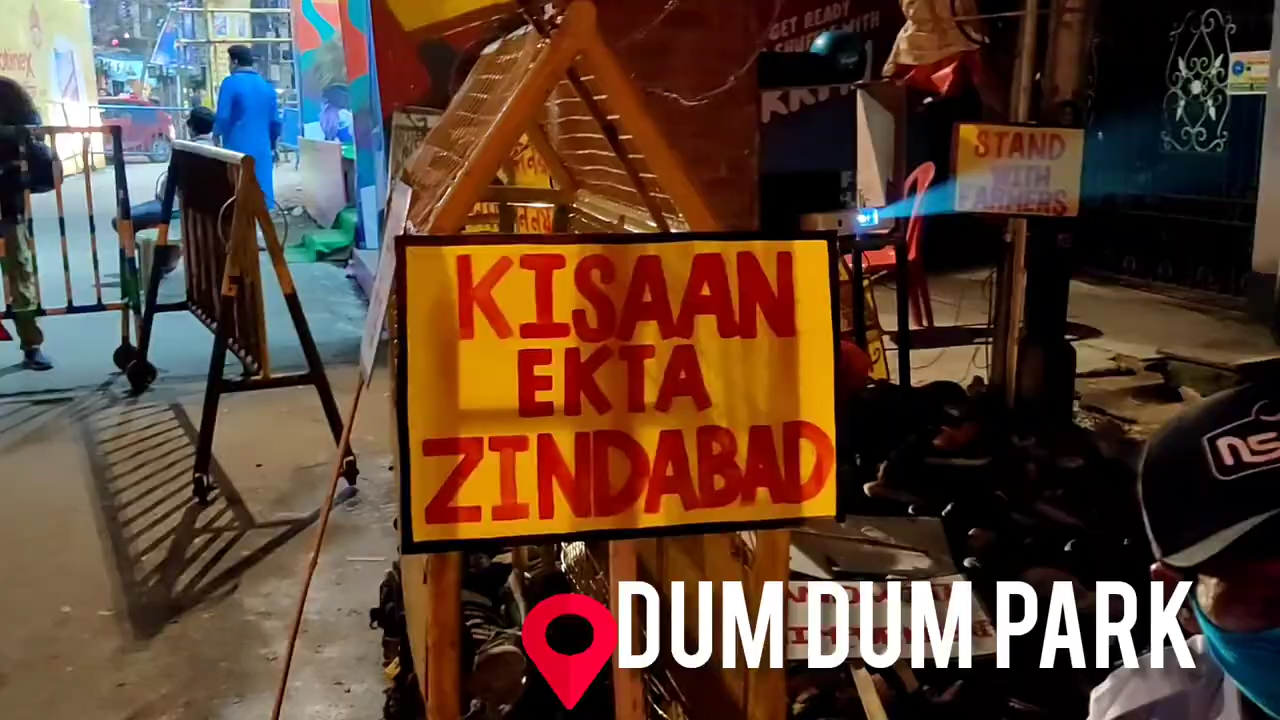 GET READY
KISAAN
EKTA
ZINDABAD
STAND
WITH
FARMERS
DUM DUM PARK